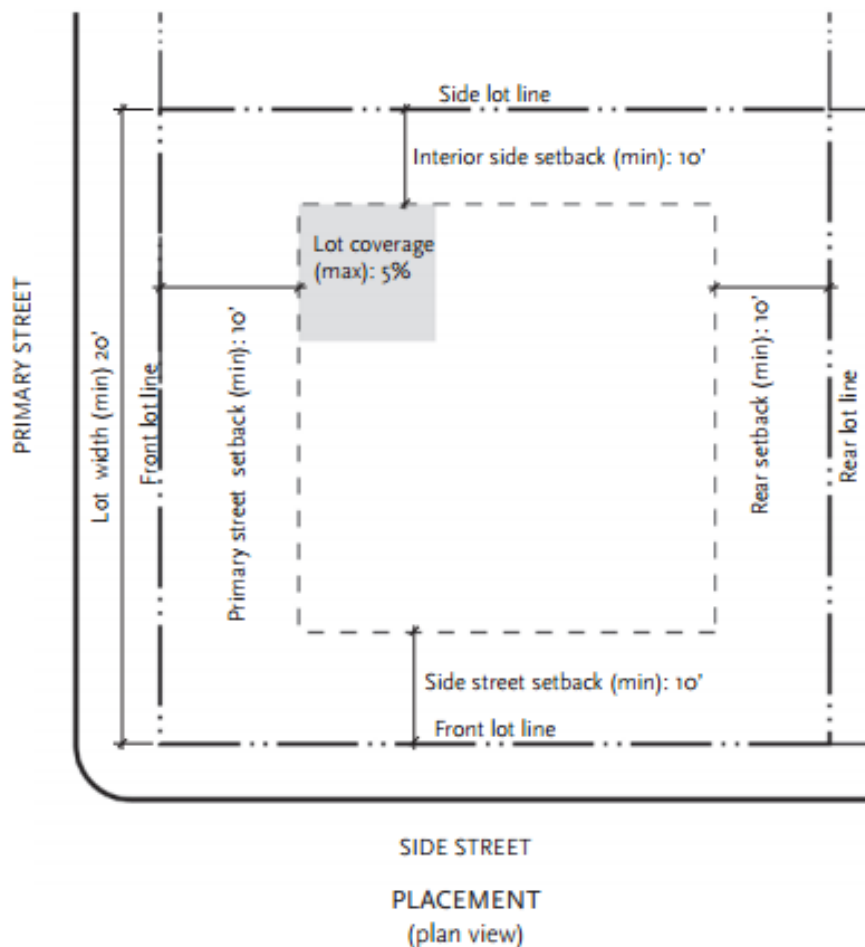 Side lot line
Interior side setback (min): 10'
Lot coverage
(max): 5%
PRIMARY STREET
Lot width (min) 20'
Front lot line
Primary street setback (min): 10'
Rear setback (min): 10'
Rear lot line
Side street setback (min): 10'
Front lot line
SIDE STREET
PLACEMENT
(plan view)